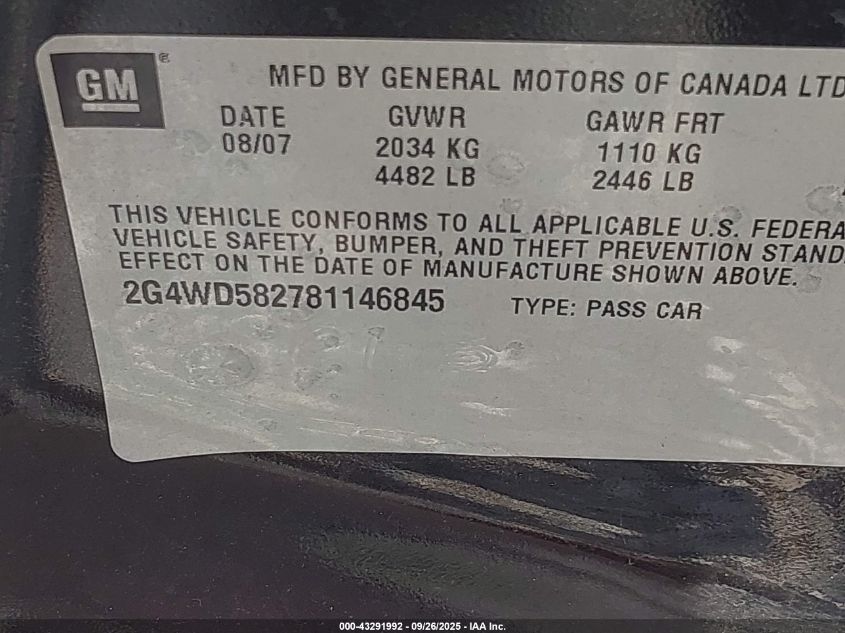 GM ®
MFD BY GENERAL MOTORS OF CANADA LTD
DATE GVWR GAWR FRT
08/07 2034 KG 1110 KG
4482 LB 2446 LB
THIS VEHICLE CONFORMS TO ALL APPLICABLE U.S. FEDERA
VEHICLE SAFETY, BUMPER, AND THEFT PREVENTION STAND
EFFECT ON THE DATE OF MANUFACTURE SHOWN ABOVE.
2G4WD582781146845 TYPE: PASS CAR
000-43291992 - 09/26/2025 - IAA Inc.